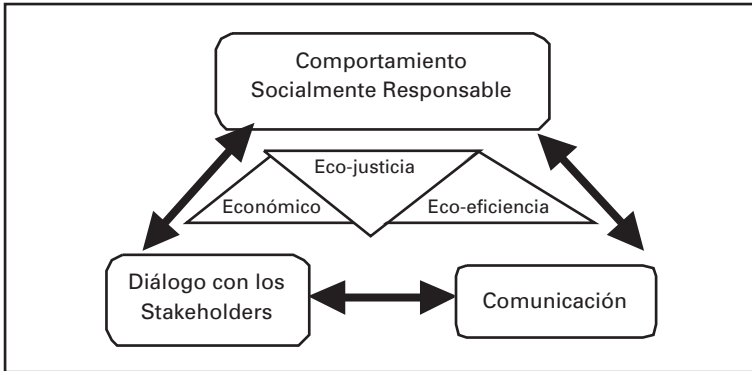 Comportamiento
Socialmente Responsable
Eco-justicia
Económico
Eco-eficiencia
Diálogo con los
Stakeholders
Comunicación